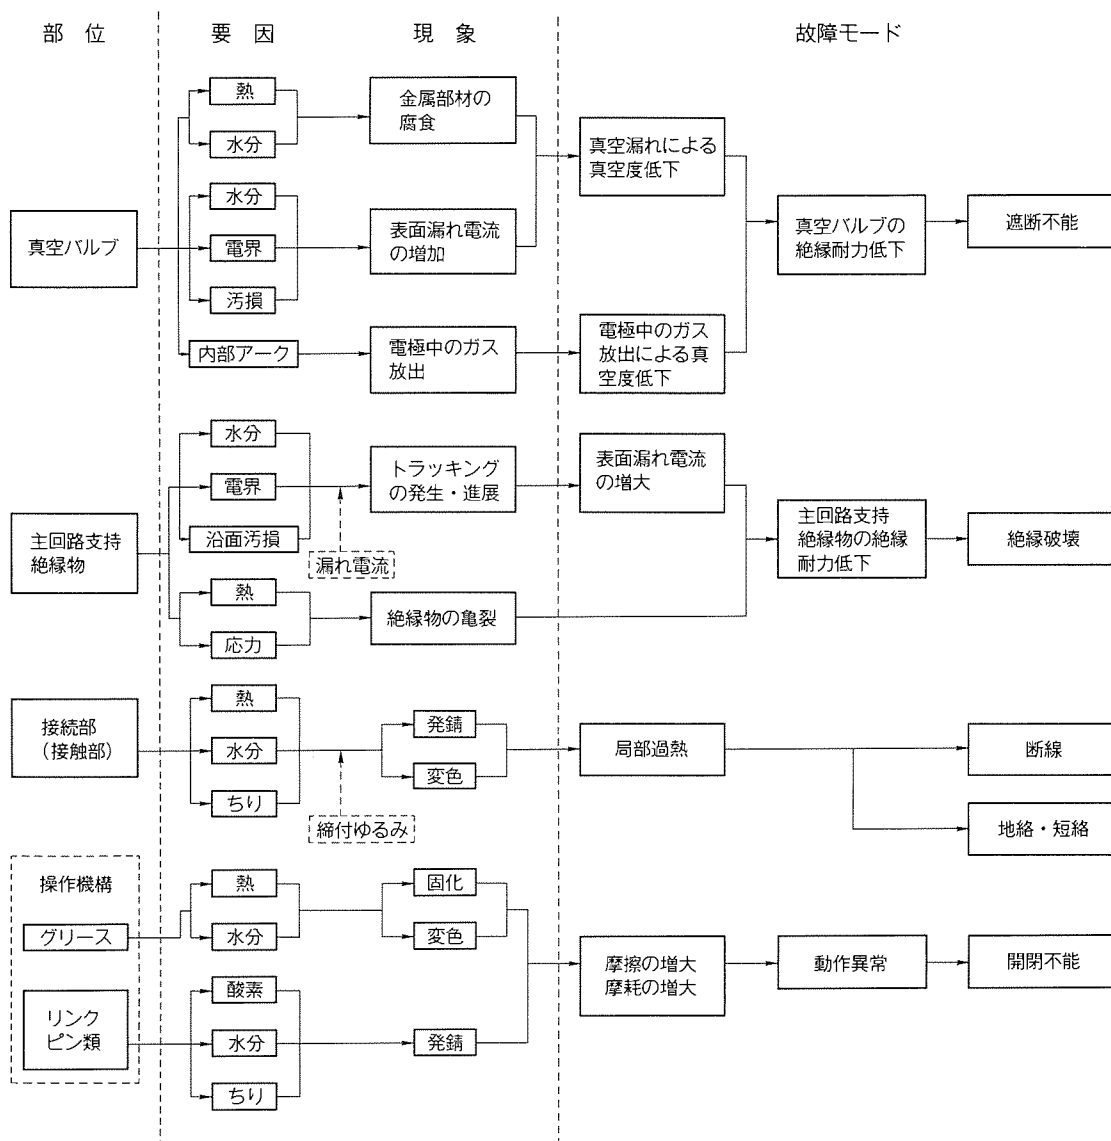 部 位
要 因
現 象
故障モード
真空バルブ
熱
水分
水分
電界
汚損
内部アーク
金属部材の
腐食
表面漏れ電流
の増加
電極中のガス
放出
真空漏れによる
真空度低下
電極中のガス
放出による真
空度低下
真空バルブの
絶縁耐力低下
遮断不能
主回路支持
絶縁物
水分
電界
沿面汚損
熱
応力
漏れ電流
トラッキング
の発生・進展
絶縁物の亀裂
表面漏れ電流
の増大
主回路支持
絶縁物の絶縁
耐力低下
絶縁破壊
接続部
(接触部)
熱
水分
ちり
締付ゆるみ
発錆
変色
局部過熱
断線
地絡・短絡
操作機構
グリース
リンク
ピン類
熱
水分
酸素
水分
ちり
固化
変色
発錆
摩擦の増大
摩耗の増大
動作異常
開閉不能